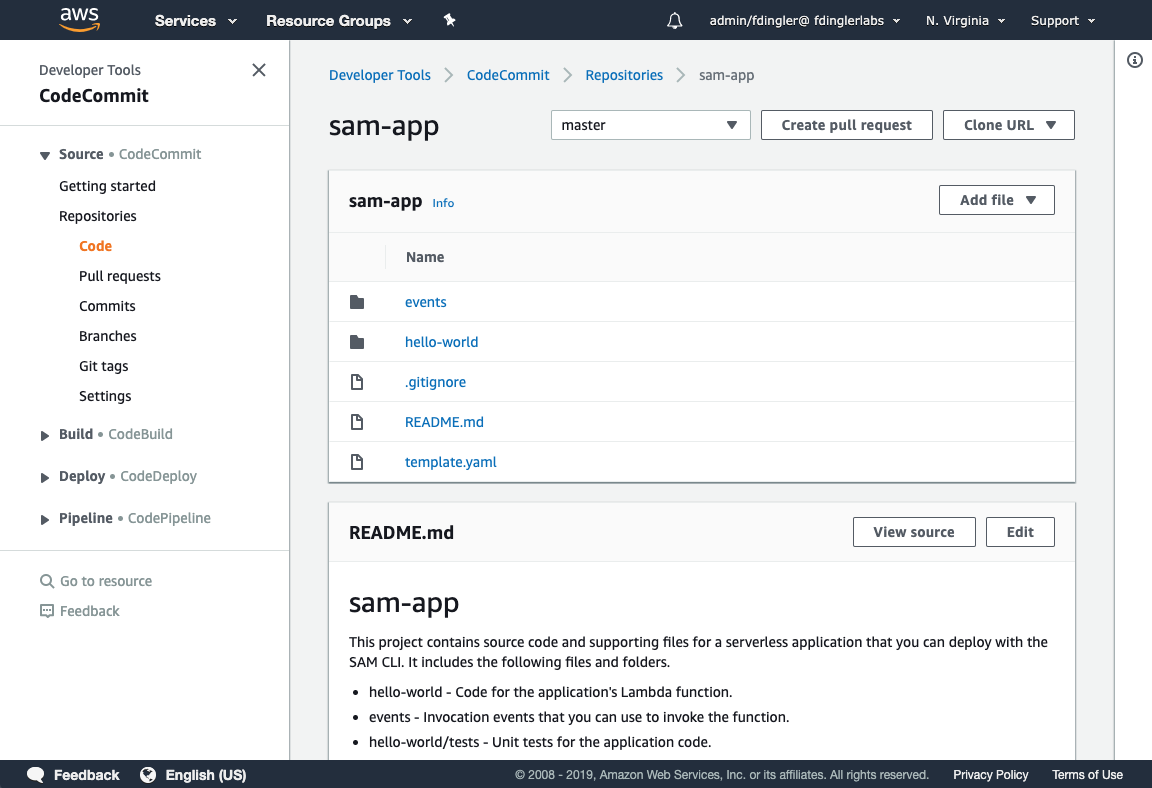 aws Services Resource Groups admin/fdingler@ fdinglerlabs N. Virginia Support
Developer Tools
CodeCommit
Source • CodeCommit
Getting started
Repositories
Code
Pull requests
Commits
Branches
Git tags
Settings
Build • CodeBuild
Deploy • CodeDeploy
Pipeline • CodePipeline
Go to resource
Feedback
Developer Tools CodeCommit Repositories sam-app
sam-app master Create pull request Clone URL
sam-app Info Add file
Name
events
hello-world
.gitignore
README.md
template.yaml
README.md View source Edit
sam-app
This project contains source code and supporting files for a serverless application that you can deploy with the
SAM CLI. It includes the following files and folders.
• hello-world - Code for the application's Lambda function.
• events - Invocation events that you can use to invoke the function.
• hello-world/tests - Unit tests for the application code.
Feedback English (US) © 2008 - 2019, Amazon Web Services, Inc. or its affiliates. All rights reserved. Privacy Policy Terms of Use